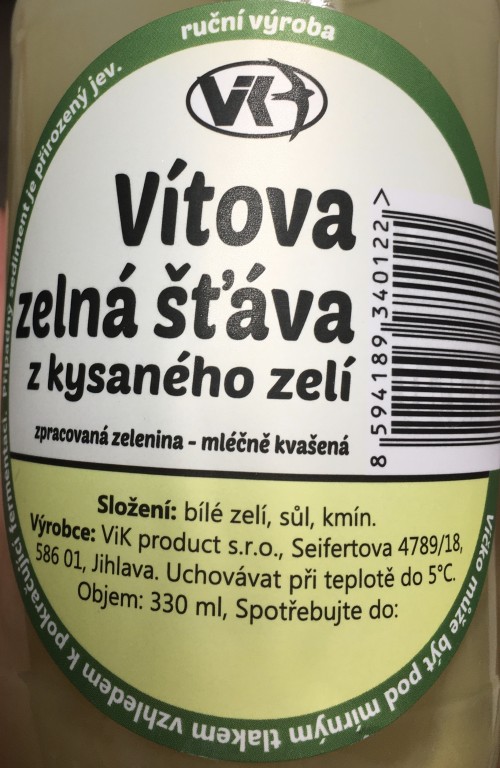 ruční výroba
ViK
Vítova
zelná šťáva
z kysaného zelí
zpracovaná zelenina - mléčně kvašená
8 594189 340122 >
Složení: bílé zelí, sůl, kmín.
Výrobce: ViK product s.r.o., Seifertova 4789/18,
586 01, Jihlava. Uchovávat při teplotě do 5°C.
Objem: 330 ml, Spotřebujte do:
Víčko může být pod mírným tlakem vzhledem k pokračující fermentaci. Případný sediment je přirozený jev.